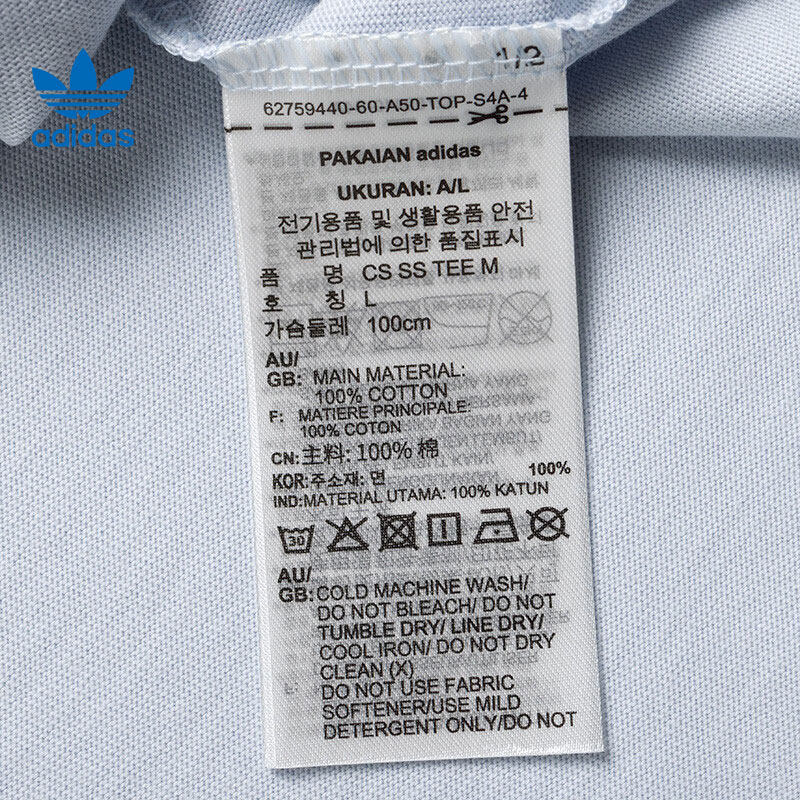 adidas
1/2
62759440-60-A50-TOP-S4A-4
PAKAIAN adidas
UKURAN: A/L
전기용품 및 생활용품 안전
관리법에 의한 품질표시
품 명 CS SS TEE M
호 칭 L
가슴둘레 100cm
AU/
GB: MAIN MATERIAL:
100% COTTON
F: MATIERE PRINCIPALE:
100% COTON
CN:主料: 100% 棉
KOR:주소재: 면 100%
IND:MATERIAL UTAMA: 100% KATUN
30
AU/
GB:COLD MACHINE WASH/
DO NOT BLEACH/ DO NOT
TUMBLE DRY/ LINE DRY/
COOL IRON/ DO NOT DRY
CLEAN (X)
DO NOT USE FABRIC
SOFTENER/USE MILD
DETERGENT ONLY/DO NOT